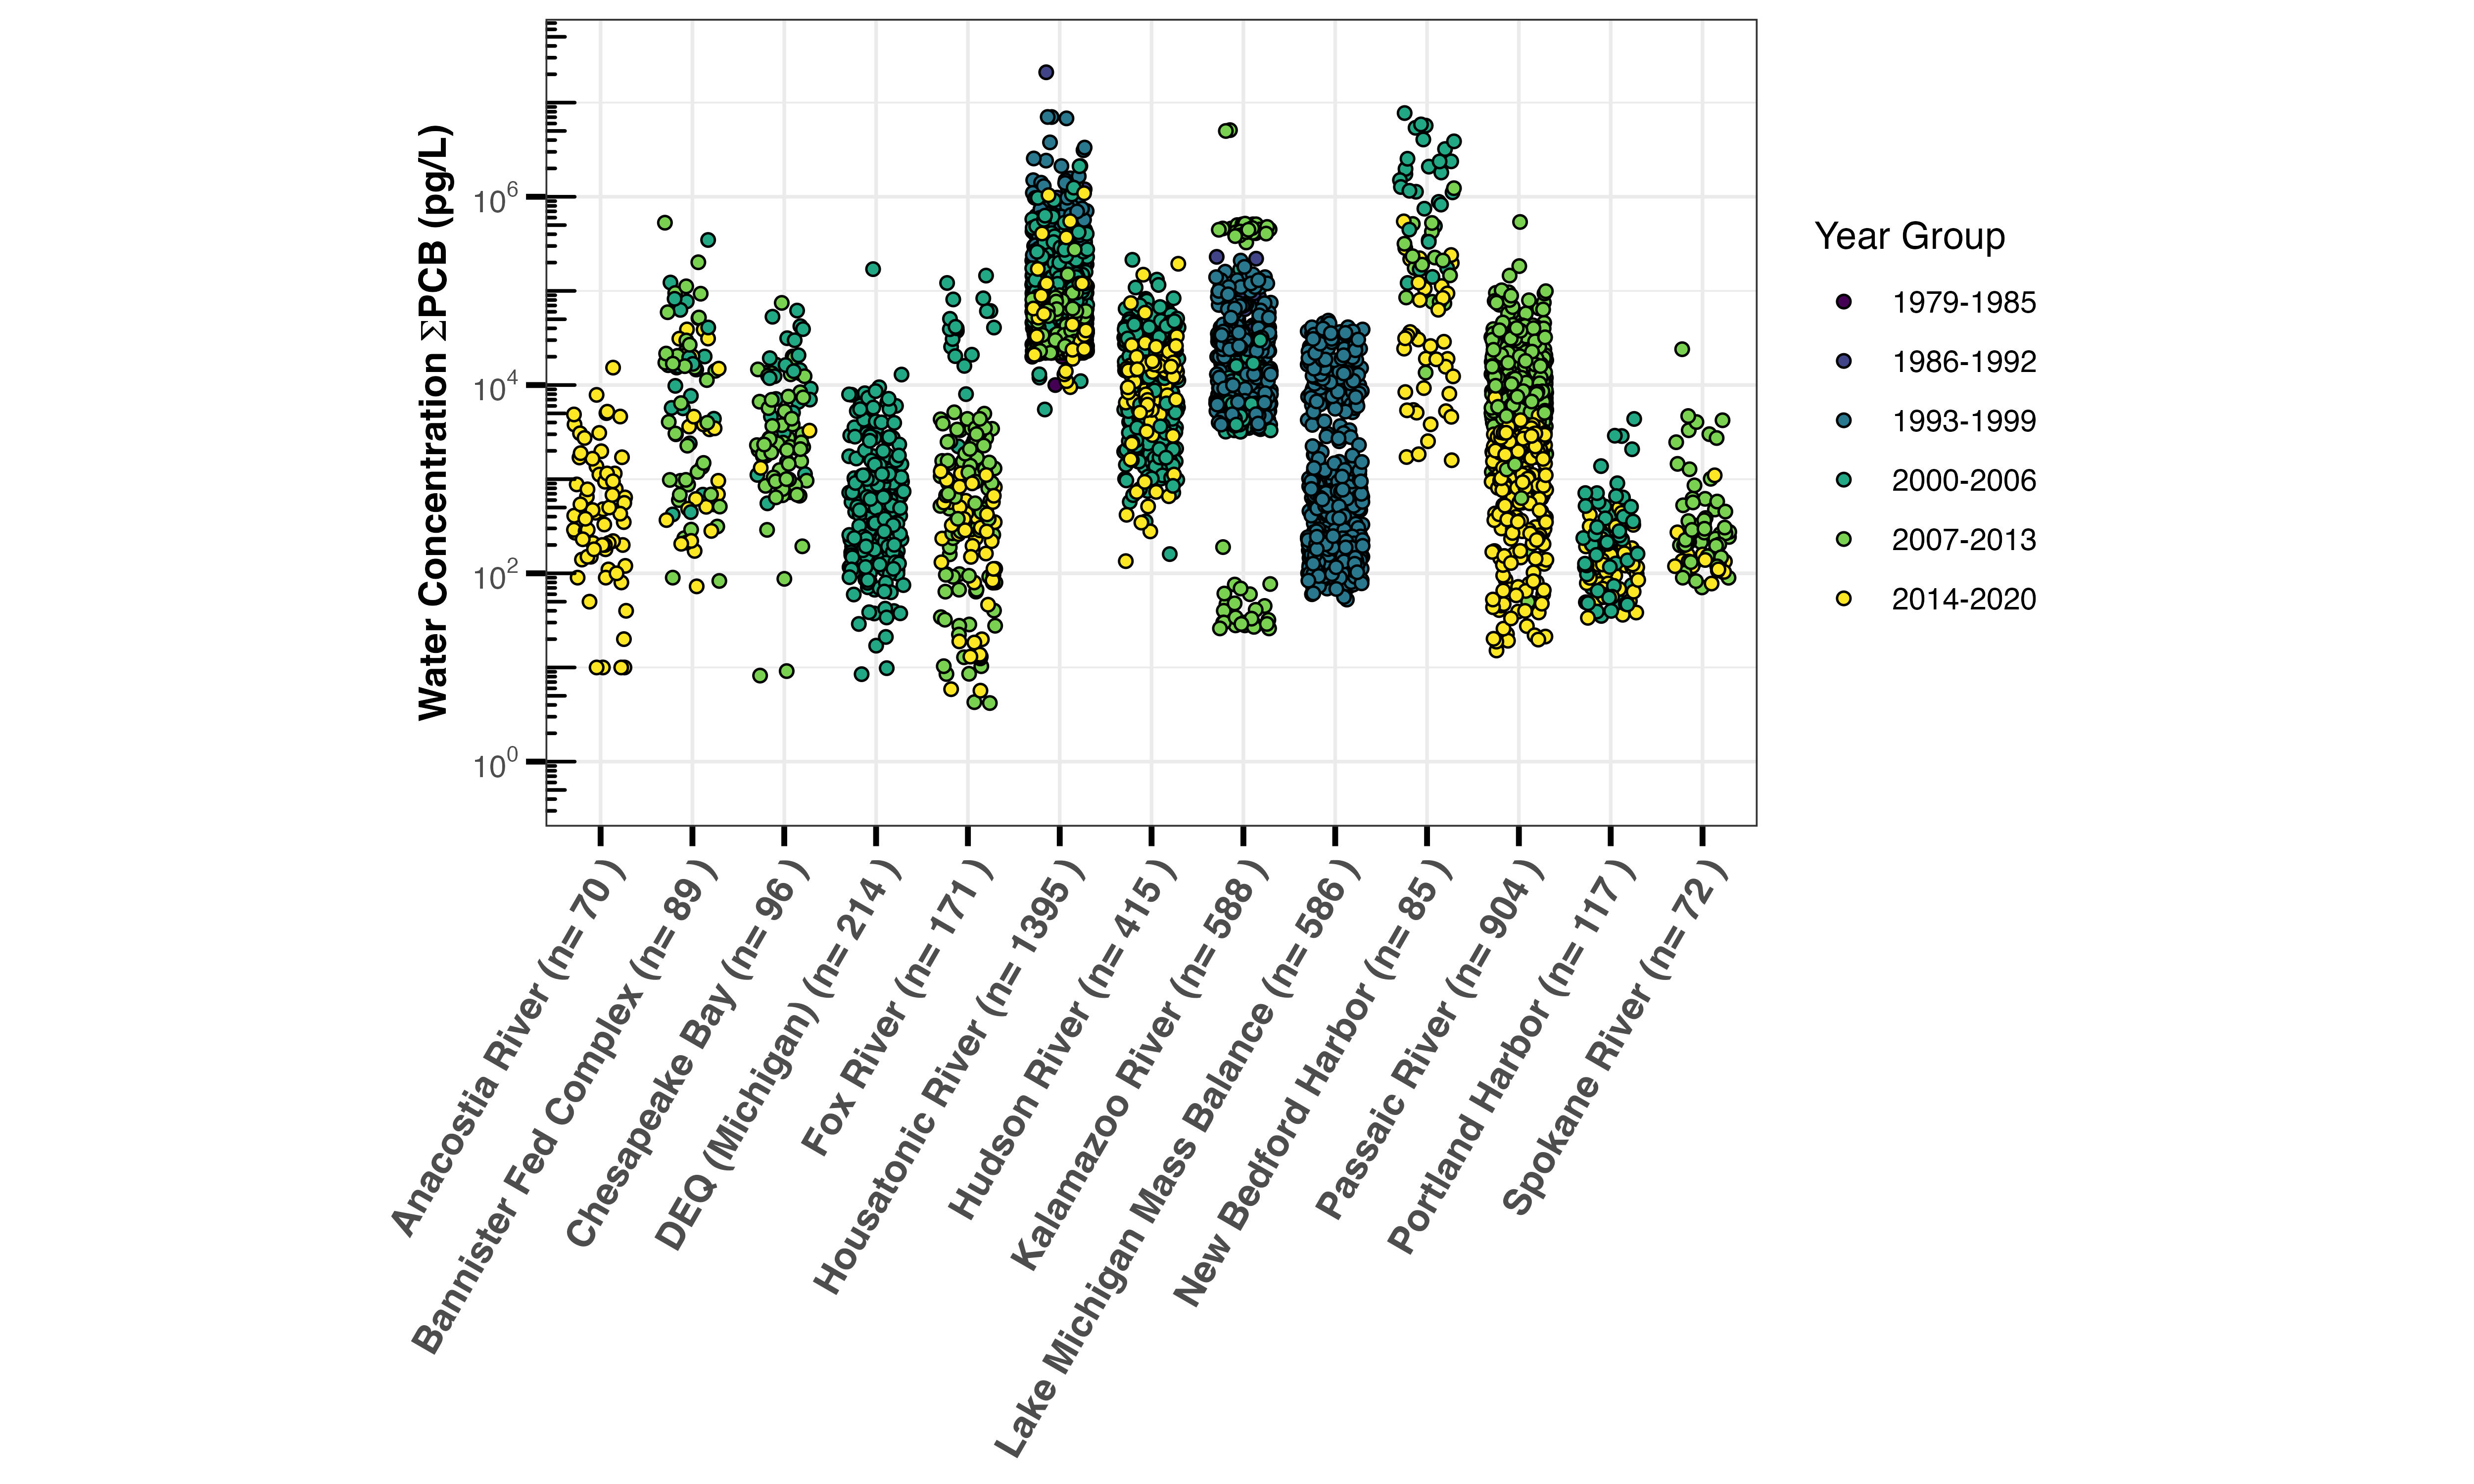 Water Concentration ΣPCB (pg/L)
10^6
10^4
10^2
10^0
Anacostia River (n= 70 )
Bannister Fed Complex (n= 89 )
Chesapeake Bay (n= 96 )
DEQ (Michigan) (n= 214 )
Fox River (n= 171 )
Housatonic River (n= 1395 )
Hudson River (n= 415 )
Kalamazoo River (n= 588 )
Lake Michigan Mass Balance (n= 586 )
New Bedford Harbor (n= 85 )
Passaic River (n= 904 )
Portland Harbor (n= 117 )
Spokane River (n= 72 )
Year Group
1979-1985
1986-1992
1993-1999
2000-2006
2007-2013
2014-2020